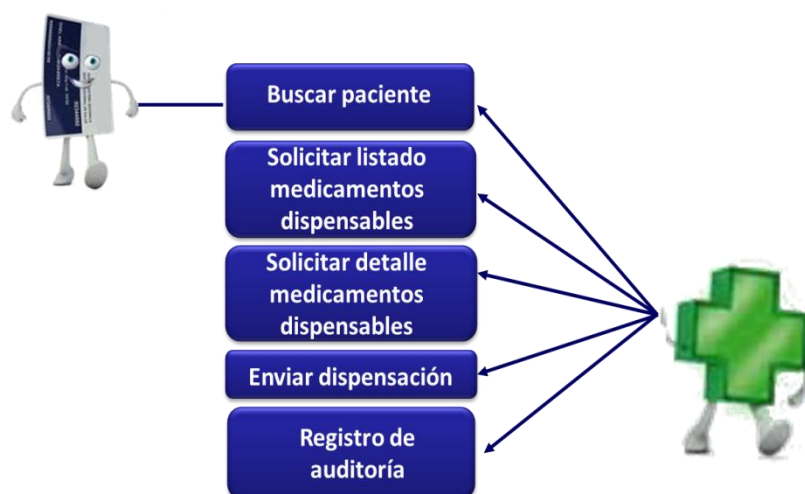 Buscar paciente
Solicitar listado
medicamentos
dispensables
Solicitar detalle
medicamentos
dispensables
Enviar dispensación
Registro de
auditoría